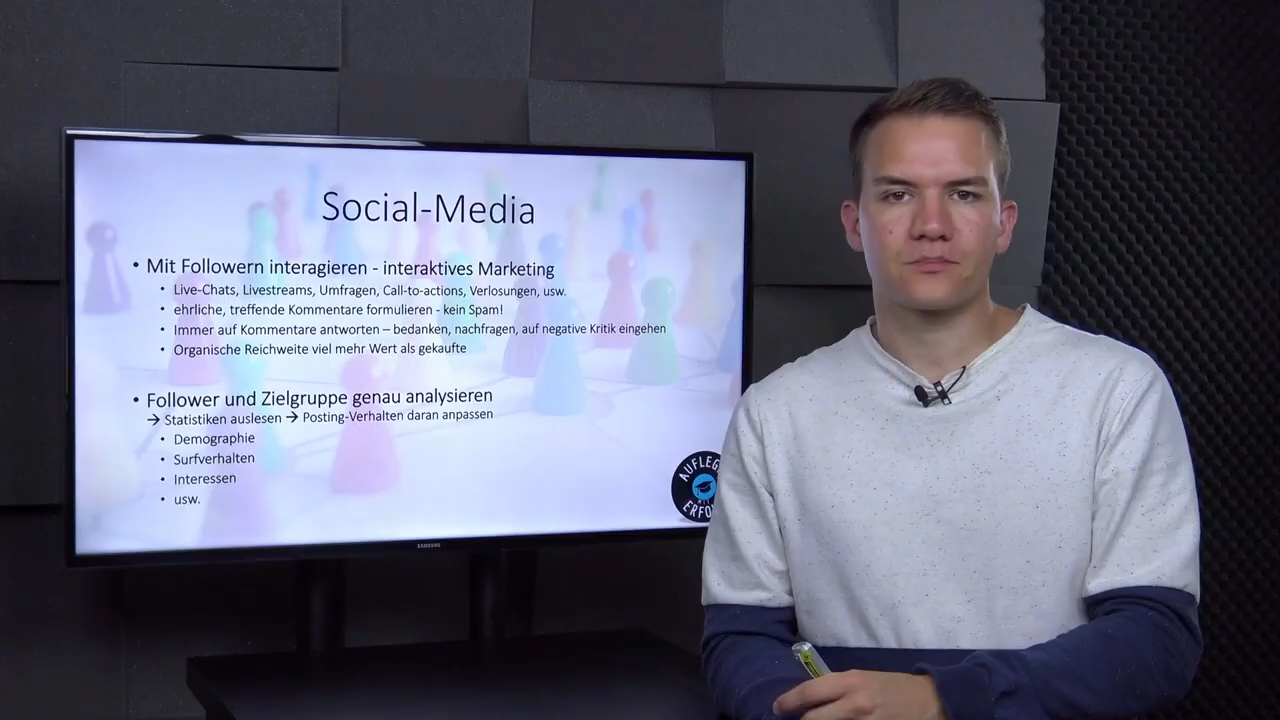 Social-Media
• Mit Followern interagieren - interaktives Marketing
• Live-Chats, Livestreams, Umfragen, Call-to-actions, Verlosungen, usw.
• ehrliche, treffende Kommentare formulieren - kein Spam!
• Immer auf Kommentare antworten – bedanken, nachfragen, auf negative Kritik eingehen
• Organische Reichweite viel mehr Wert als gekaufte
• Follower und Zielgruppe genau analysieren
→ Statistiken auslesen → Posting-Verhalten daran anpassen
• Demographie
• Surfverhalten
• Interessen
• usw.
SAMSUNG